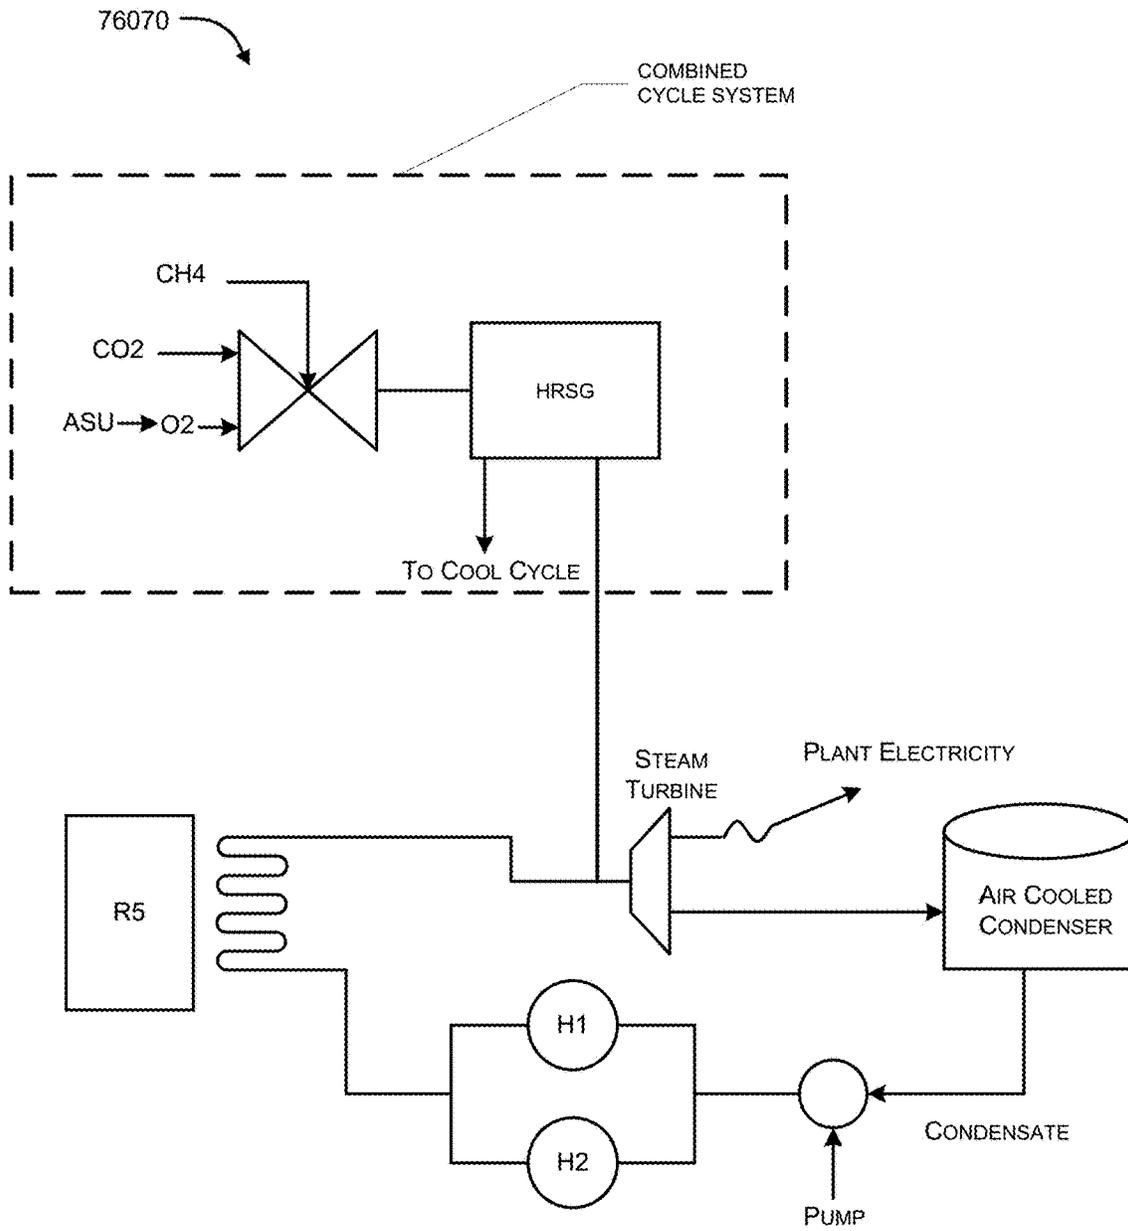 76070
COMBINED
CYCLE SYSTEM
CH4
CO2
ASU
O2
HRSG
TO COOL CYCLE
STEAM
TURBINE
PLANT ELECTRICITY
R5
AIR COOLED
CONDENSER
H1
H2
CONDENSATE
PUMP